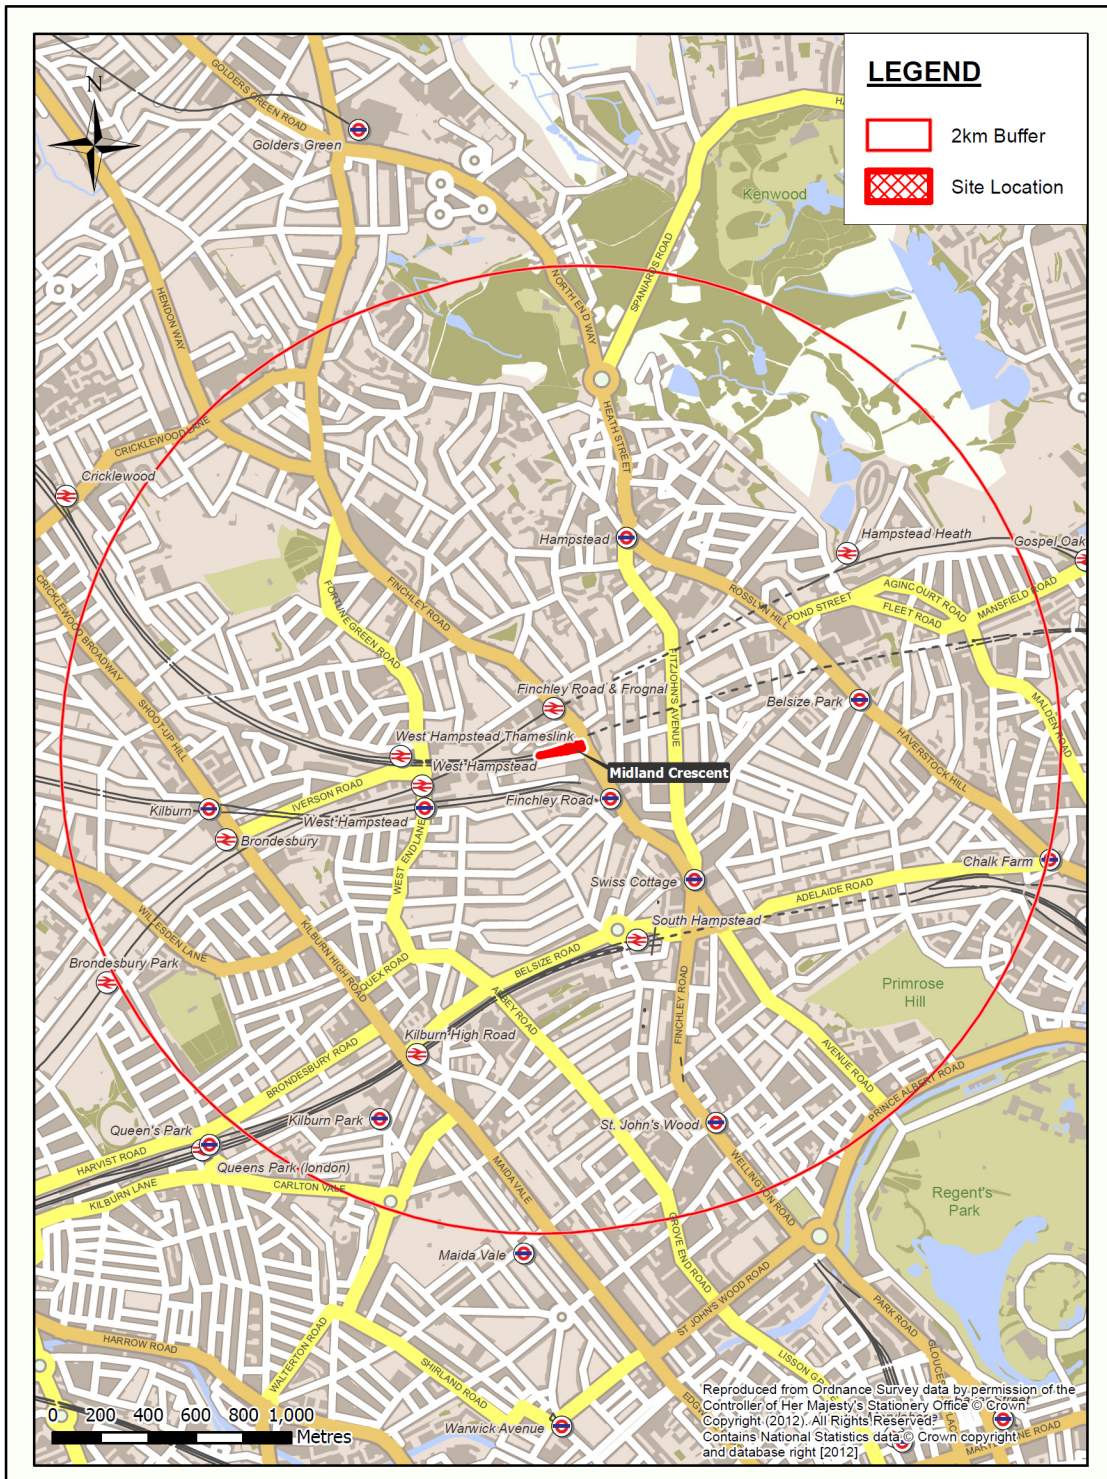 LEGEND
2km Buffer
Site Location
N
GOLDERS GREEN ROAD
Golders Green
Kenwood
SPANIARDS ROAD
NORTH END WAY
HENDON WAY
HEATH STREET
CRICKLEWOOD LANE
Cricklewood
Hampstead
Hampstead Heath
Gospel Oak
CRICKLEWOOD BROADWAY
FORTUNE GREEN ROAD
FINCHLEY ROAD
ROSSLYN HILL
POND STREET
AGINCOURT ROAD
FLEET ROAD
MANSFIELD ROAD
FITZJOHN'S AVENUE
Finchley Road & Frognal
Belsize Park
MALDEN ROAD
SHOOT-UP HILL
West Hampstead Thameslink
West Hampstead
Midland Crescent
HAVERSTOCK HILL
IVERSON ROAD
Kilburn
West Hampstead
Finchley Road
Brondesbury
WEST END LANE
Swiss Cottage
Chalk Farm
ADELAIDE ROAD
WILLESDEN LANE
South Hampstead
Brondesbury Park
KILBURN HIGH ROAD
QUEX ROAD
BELSIZE ROAD
ABBEY ROAD
FINCHLEY ROAD
Primrose
Hill
Kilburn High Road
BRONDESBURY ROAD
AVENUE ROAD
PRINCE ALBERT ROAD
Kilburn Park
St. John's Wood
Queen's Park
HARVIST ROAD
Queens Park (london)
KILBURN LANE
CARLTON VALE
MAIDA VALE
WELLINGTON ROAD
Regent's
Park
Maida Vale
GROVE END ROAD
ST JOHN'S WOOD ROAD
PARK ROAD
HARROW ROAD
WALTERTON ROAD
SHIRLAND ROAD
LISSON
Warwick Avenue
0 200 400 600 800 1,000
Metres
Reproduced from Ordnance Survey data by permission of the
Controller of Her Majesty's Stationery Office © Crown
Copyright (2012). All Rights Reserved.
Contains National Statistics data © Crown copyright
and database right [2012]